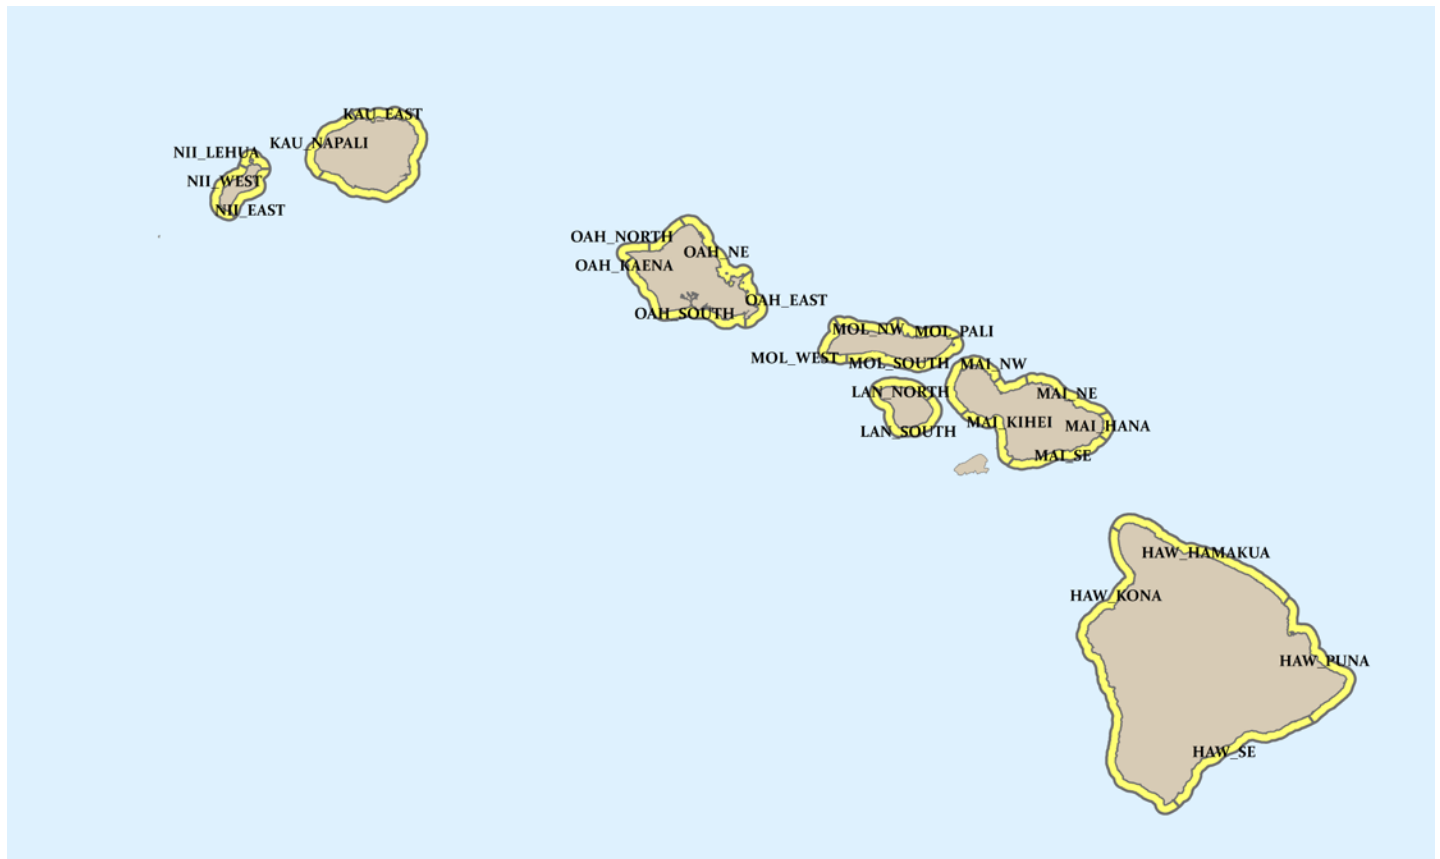 KAU_EAST
KAU_NAPALI
NII_LEHUA
NII_WEST
NII_EAST
OAH_NORTH
OAH_NE
OAH_KAENA
OAH_EAST
OAH_SOUTH
MOL_NW
MOL_PALI
MOL_WEST
MOL_SOUTH
MAI_NW
LAN_NORTH
MAI_NE
MAI_KIHEI
MAI_HANA
LAN_SOUTH
MAI_SE
HAW_HAMAKUA
HAW_KONA
HAW_PUNA
HAW_SE